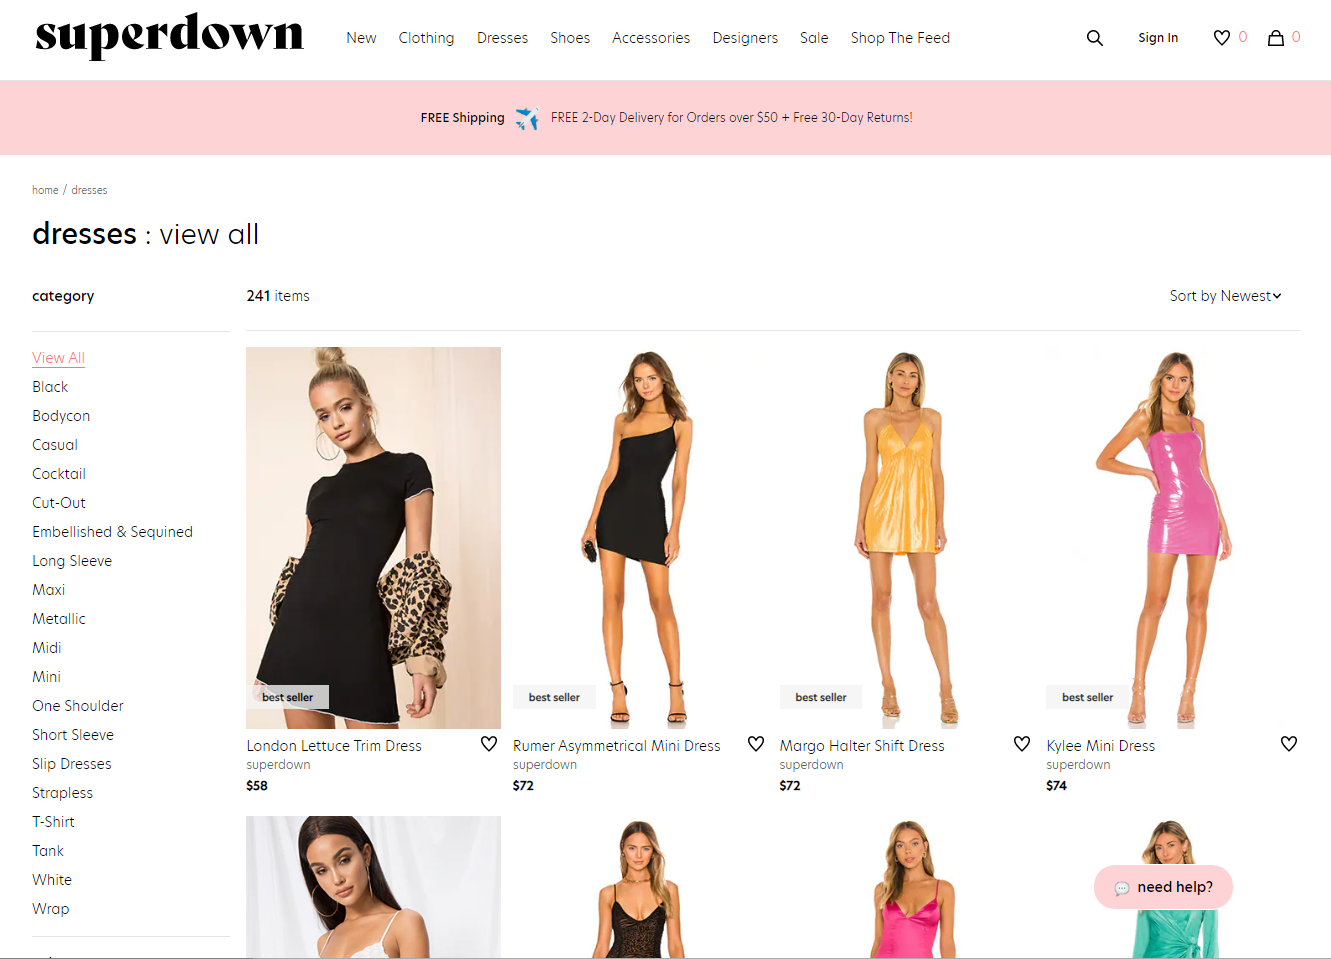 superdown
New Clothing Dresses Shoes Accessories Designers Sale Shop The Feed Sign In 0 0
FREE Shipping FREE 2-Day Delivery for Orders over $50 + Free 30-Day Returns!
home / dresses
dresses : view all
category
241 items
Sort by Newest
View All
Black
Bodycon
Casual
Cocktail
Cut-Out
Embellished & Sequined
Long Sleeve
Maxi
Metallic
Midi
Mini
One Shoulder
Short Sleeve
Slip Dresses
Strapless
T-Shirt
Tank
White
Wrap
best seller
London Lettuce Trim Dress
superdown
$58
best seller
Rumer Asymmetrical Mini Dress
superdown
$72
best seller
Margo Halter Shift Dress
superdown
$72
best seller
Kylee Mini Dress
superdown
$74
need help?